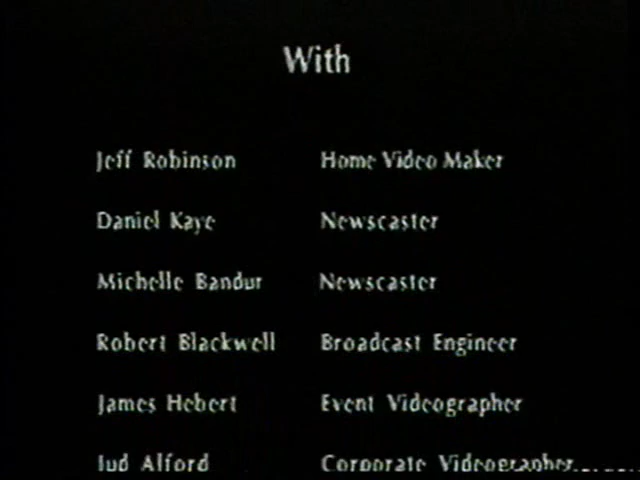 With
Jeff Robinson Home Video Maker
Daniel Kaye Newscaster
Michelle Bandur Newscaster
Robert Blackwell Broadcast Engineer
James Hebert Event Videographer
Jud Alford Corporate Videographer